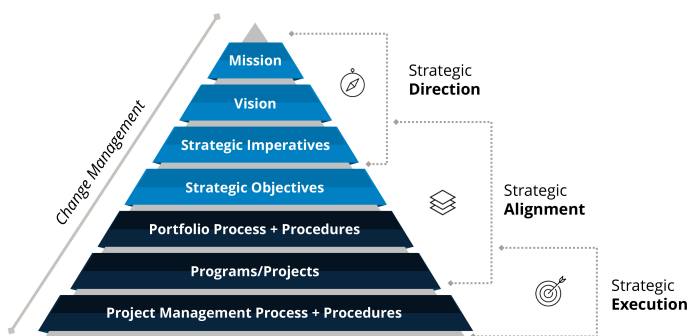 Mission
Vision
Strategic Imperatives
Strategic Objectives
Portfolio Process + Procedures
Programs/Projects
Project Management Process + Procedures
Change Management
Strategic
Direction
Strategic
Alignment
Strategic
Execution